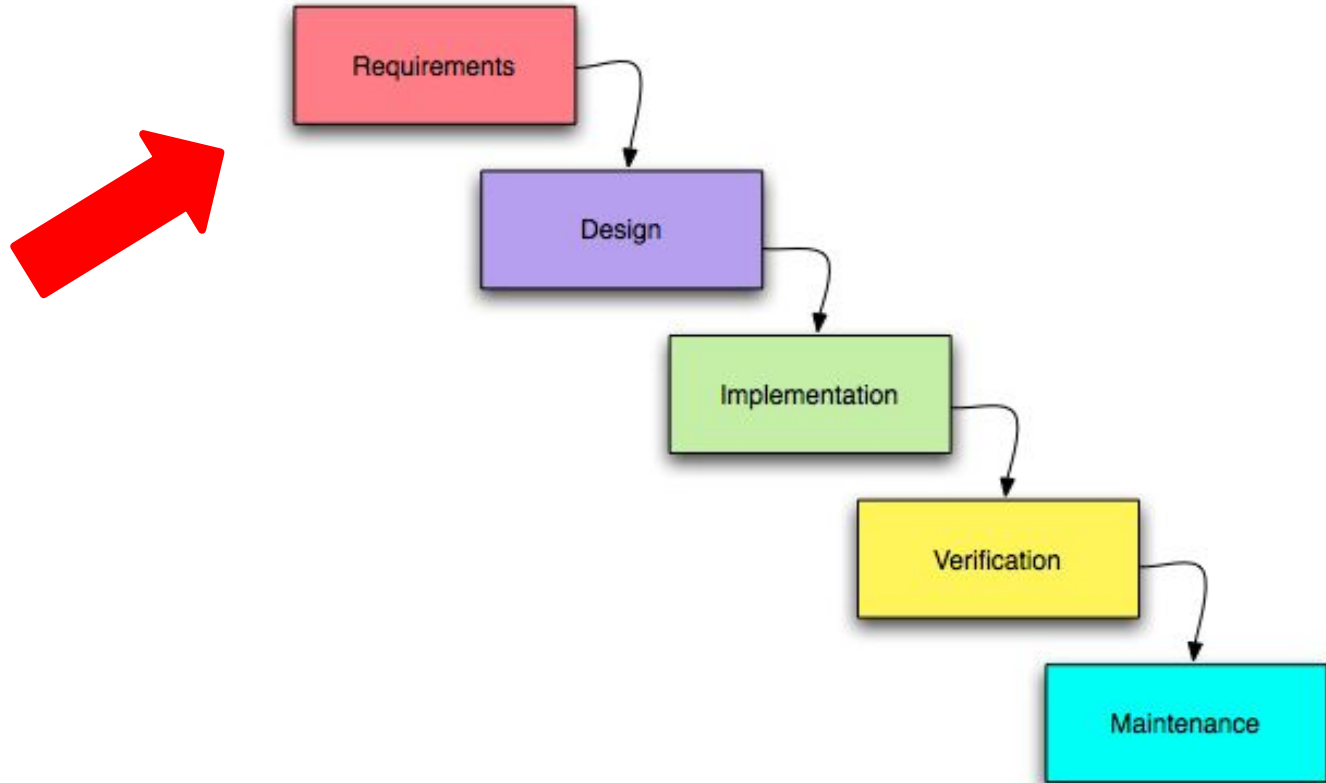 Requirements
Design
Implementation
Verification
Maintenance